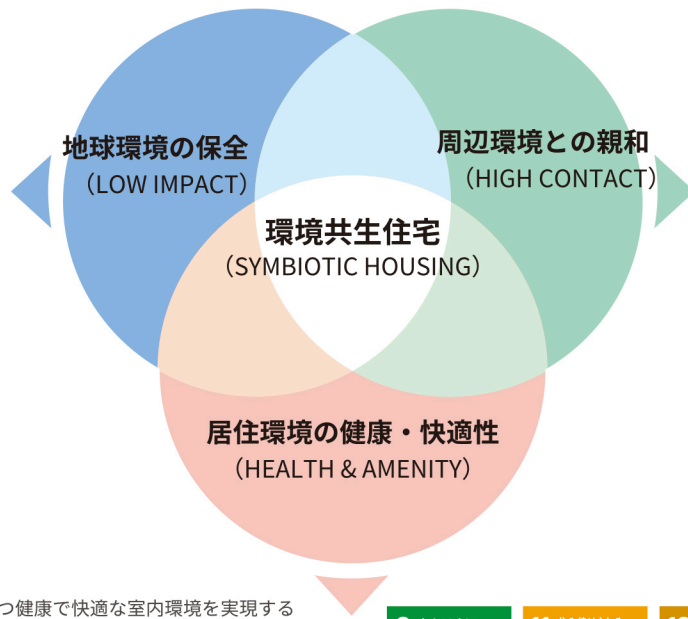 地球環境の保全
（LOW IMPACT）
周辺環境との親和
（HIGH CONTACT）
環境共生住宅
（SYMBIOTIC HOUSING）
居住環境の健康・快適性
（HEALTH & AMENITY）
つ健康で快適な室内環境を実現する